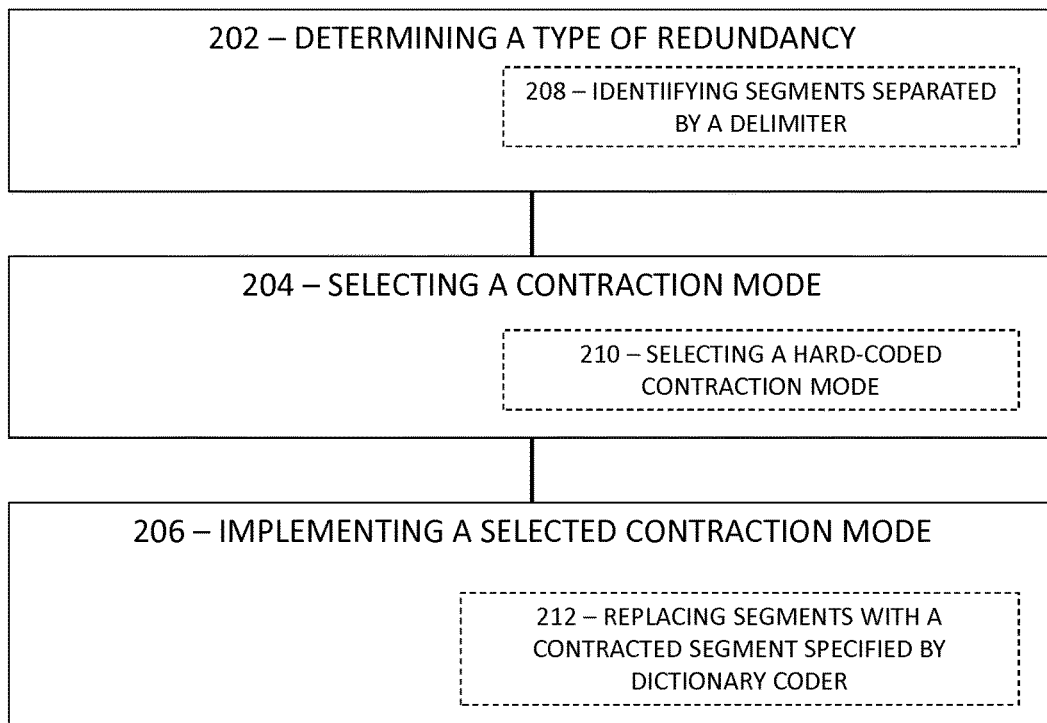 202 – DETERMINING A TYPE OF REDUNDANCY
208 – IDENTIIFYING SEGMENTS SEPARATED
BY A DELIMITER
204 – SELECTING A CONTRACTION MODE
210 – SELECTING A HARD-CODED
CONTRACTION MODE
206 – IMPLEMENTING A SELECTED CONTRACTION MODE
212 – REPLACING SEGMENTS WITH A
CONTRACTED SEGMENT SPECIFIED BY
DICTIONARY CODER